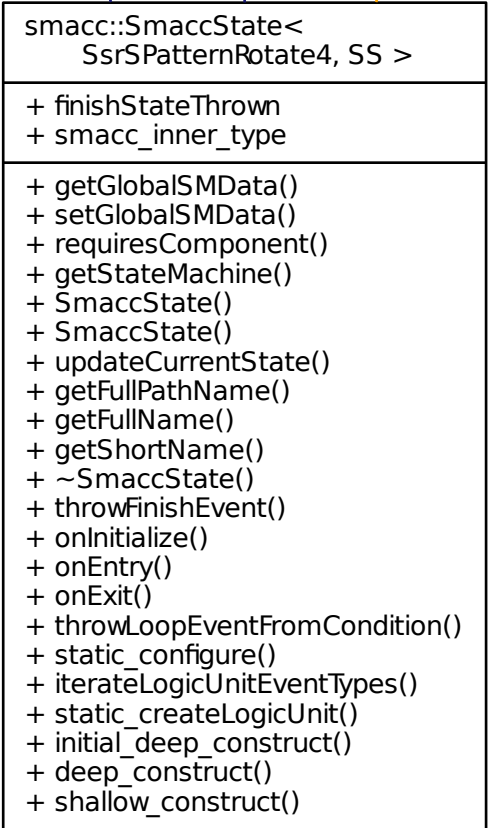 smacc::SmaccState<
SsrSPatternRotate4, SS >
+ finishStateThrown
+ smacc_inner_type
+ getGlobalSMData()
+ setGlobalSMData()
+ requiresComponent()
+ getStateMachine()
+ SmaccState()
+ SmaccState()
+ updateCurrentState()
+ getFullPathName()
+ getFullName()
+ getShortName()
+ ~SmaccState()
+ throwFinishEvent()
+ onInitialize()
+ onEntry()
+ onExit()
+ throwLoopEventFromCondition()
+ static_configure()
+ iterateLogicUnitEventTypes()
+ static_createLogicUnit()
+ initial_deep_construct()
+ deep_construct()
+ shallow_construct()